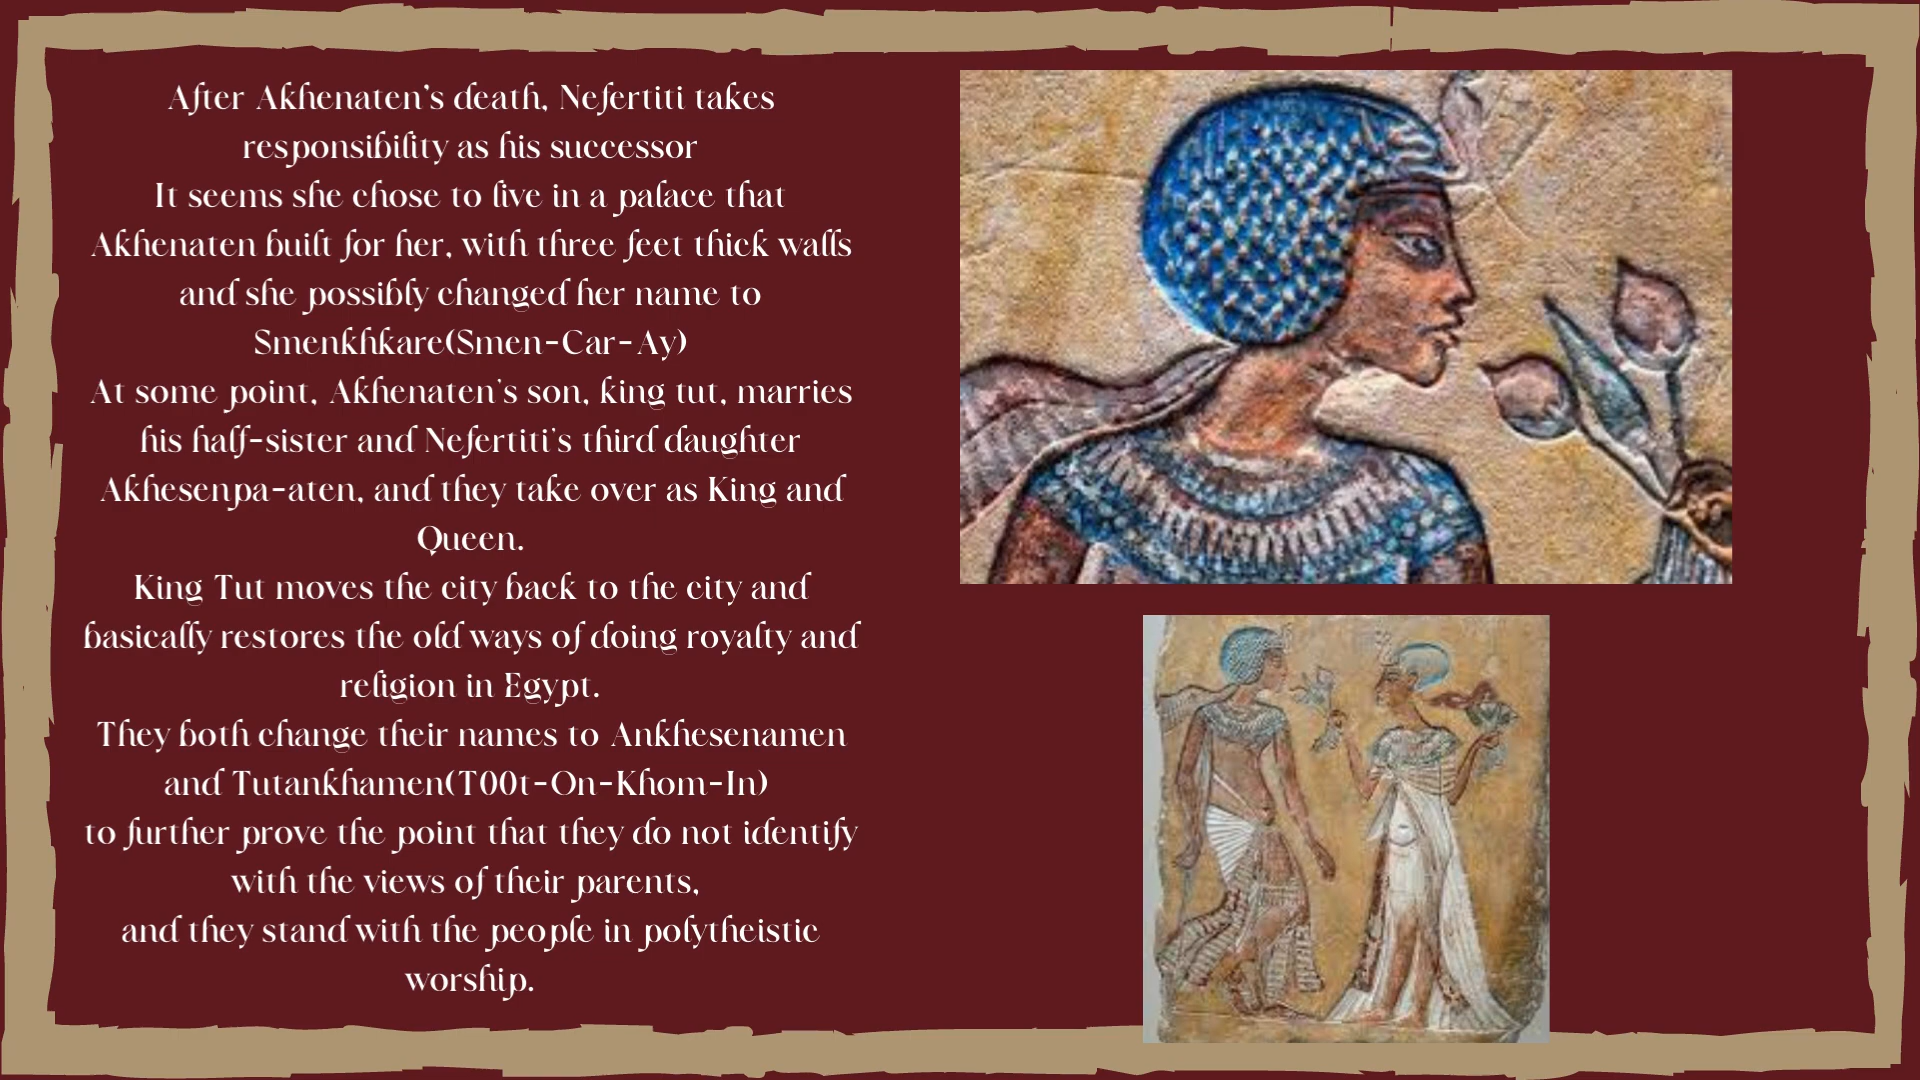 After Akhenaten's death, Nefertiti takes
responsibility as his successor
It seems she chose to live in a palace that
Akhenaten built for her, with three feet thick walls
and she possibly changed her name to
Smenkhkare(Smen-Car-Ay)
At some point, Akhenaten's son, king tut, marries
his half-sister and Nefertiti's third daughter
Akhesenpa-aten, and they take over as King and
Queen.
King Tut moves the city back to the city and
basically restores the old ways of doing royalty and
religion in Egypt.
They both change their names to Ankhesenamen
and Tutankhamen(T00t-On-Khom-In)
to further prove the point that they do not identify
with the views of their parents,
and they stand with the people in polytheistic
worship.